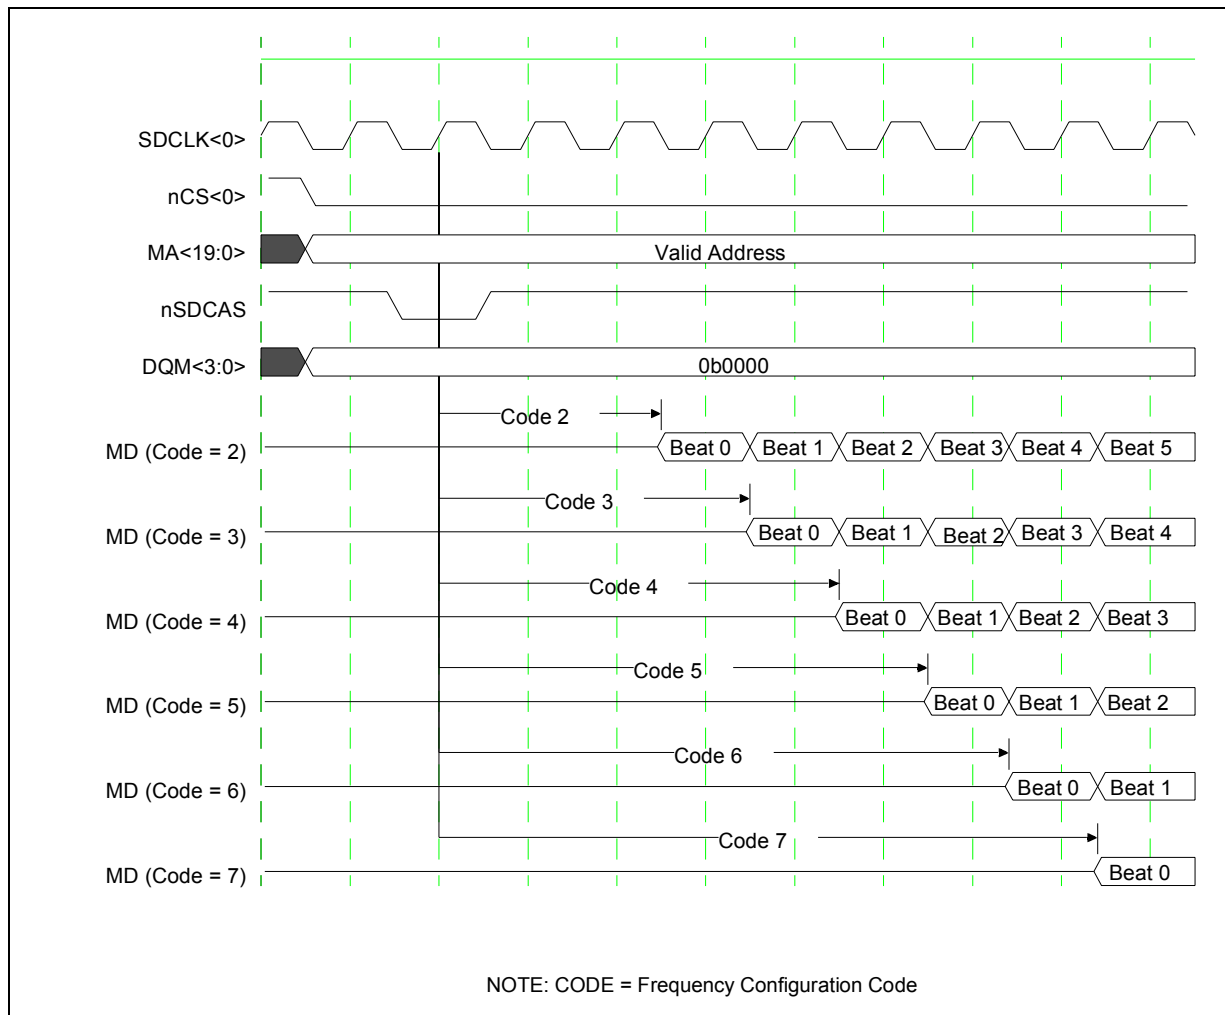 SDCLK<0>
nCS<0>
MA<19:0> Valid Address
nSDCAS
DQM<3:0> 0b0000
Code 2
MD (Code = 2) Beat 0 Beat 1 Beat 2 Beat 3 Beat 4 Beat 5
Code 3
MD (Code = 3) Beat 0 Beat 1 Beat 2 Beat 3 Beat 4
Code 4
MD (Code = 4) Beat 0 Beat 1 Beat 2 Beat 3
Code 5
MD (Code = 5) Beat 0 Beat 1 Beat 2
Code 6
MD (Code = 6) Beat 0 Beat 1
Code 7
MD (Code = 7) Beat 0
NOTE: CODE = Frequency Configuration Code